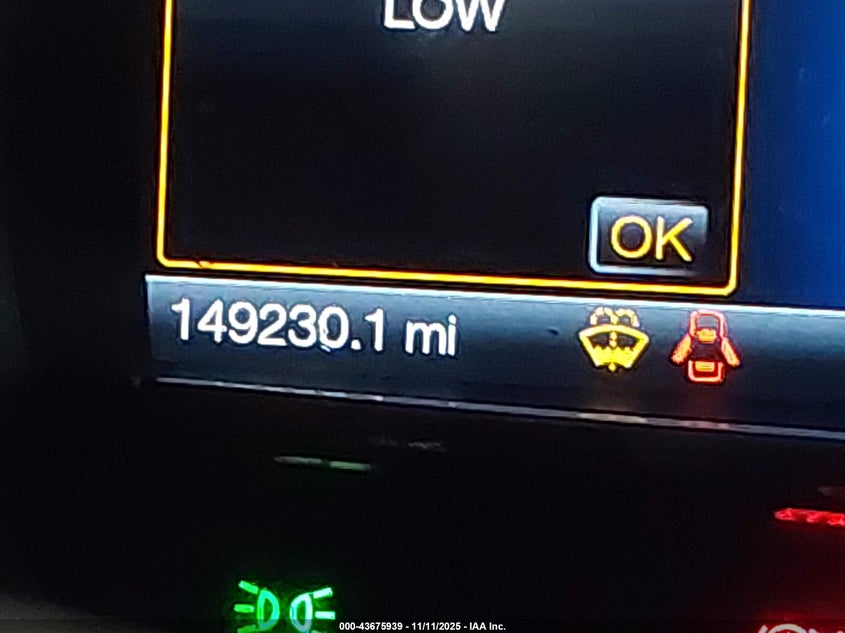 LOW
OK
149230.1 mi
000-43675939 - 11/11/2025 - IAA Inc.